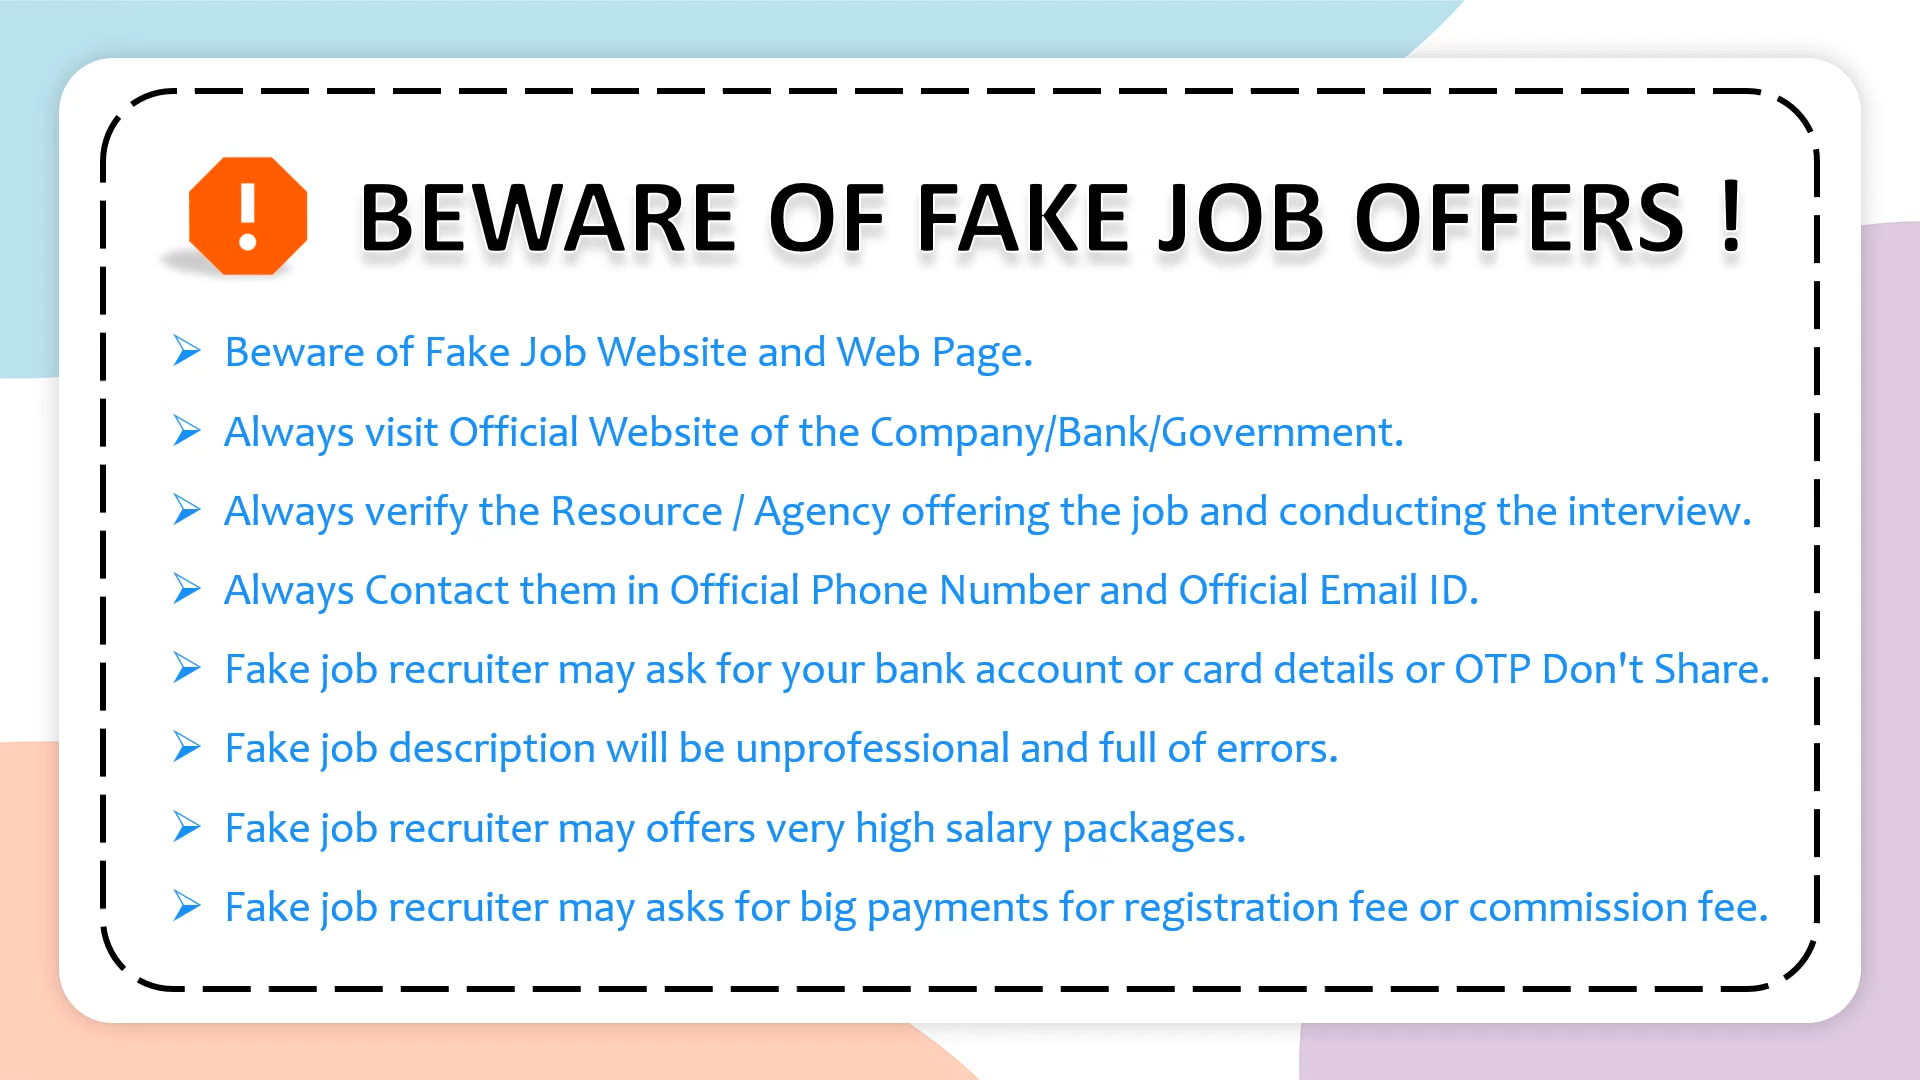 BEWARE OF FAKE JOB OFFERS !
➢ Beware of Fake Job Website and Web Page.
➢ Always visit Official Website of the Company/Bank/Government.
➢ Always verify the Resource / Agency offering the job and conducting the interview.
➢ Always Contact them in Official Phone Number and Official Email ID.
➢ Fake job recruiter may ask for your bank account or card details or OTP Don't Share.
➢ Fake job description will be unprofessional and full of errors.
➢ Fake job recruiter may offers very high salary packages.
➢ Fake job recruiter may asks for big payments for registration fee or commission fee.